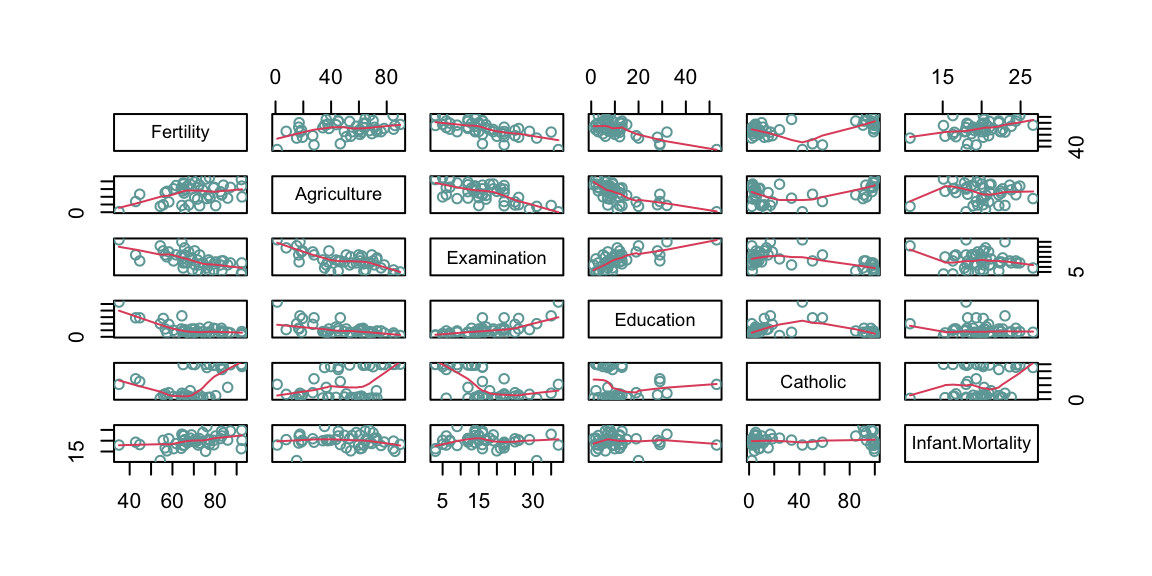 0 40 80 0 20 40 15 25
Fertility 40
0 Agriculture
Examination 5
0 Education
Catholic 0
15 Infant.Mortality
40 60 80 5 15 30 0 40 80